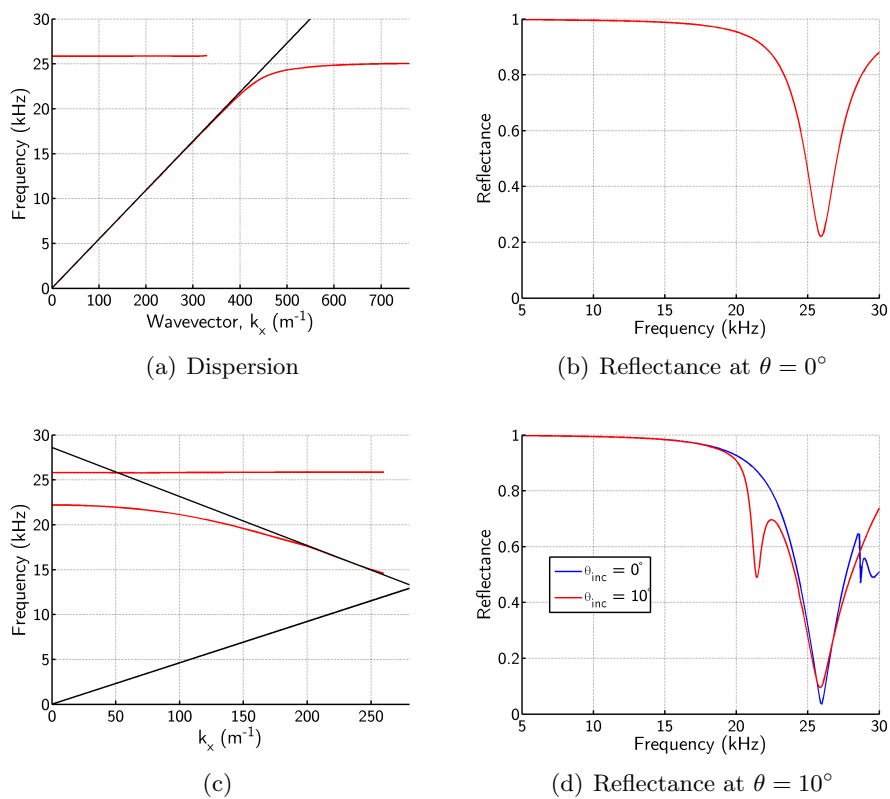 30
25
20
15
10
5
0
Frequency (kHz)
0 100 200 300 400 500 600 700
Wavevector, k_x (m^-1)
(a) Dispersion
1
0.8
0.6
0.4
0.2
0
Reflectance
5 10 15 20 25 30
Frequency (kHz)
(b) Reflectance at θ = 0°
30
25
20
15
10
5
0
Frequency (kHz)
0 50 100 150 200 250
k_x (m^-1)
(c)
1
0.8
0.6
0.4
0.2
0
Reflectance
θ_inc = 0°
θ_inc = 10°
5 10 15 20 25 30
Frequency (kHz)
(d) Reflectance at θ = 10°